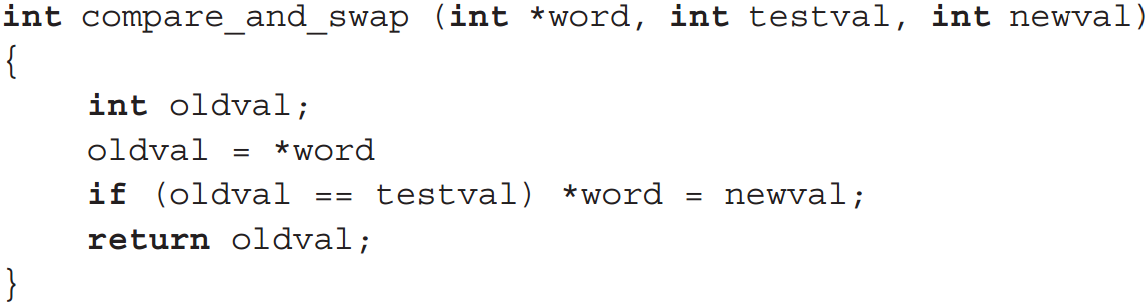 int compare_and_swap (int *word, int testval, int newval)
{
int oldval;
oldval = *word
if (oldval == testval) *word = newval;
return oldval;
}